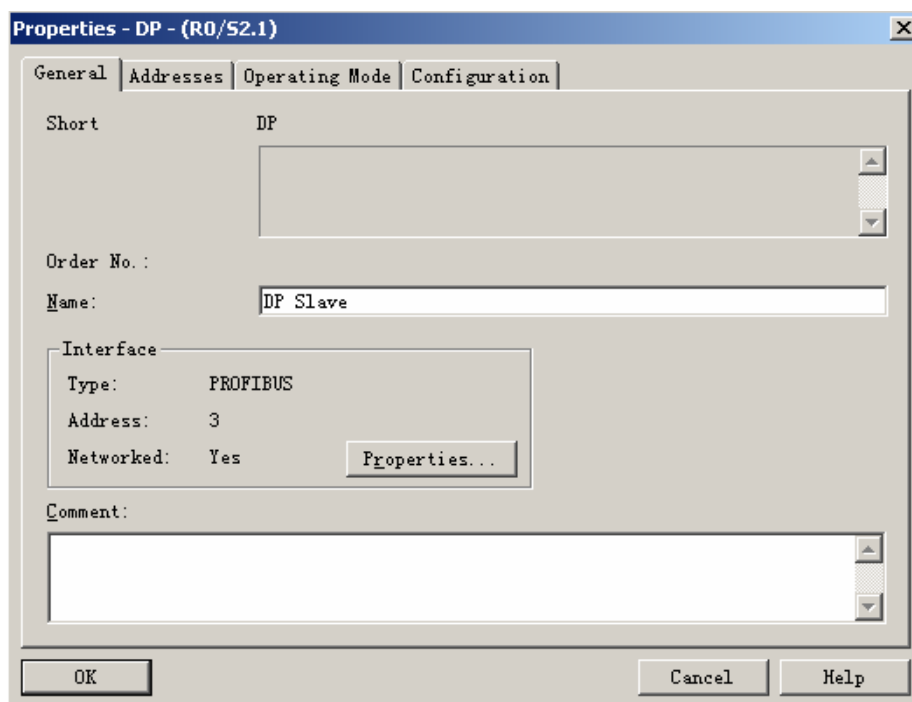 Properties - DP - (R0/S2.1)
General Addresses Operating Mode Configuration
Short DP
Order No.:
Name: DP Slave
Interface
Type: PROFIBUS
Address: 3
Networked: Yes Properties...
Comment:
OK Cancel Help